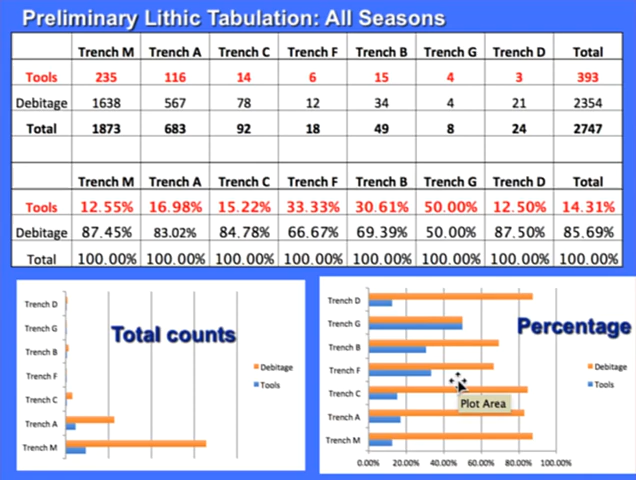 Preliminary Lithic Tabulation: All Seasons
Trench M Trench A Trench C Trench F Trench B Trench G Trench D Total
Tools 235 116 14 6 15 4 3 393
Debitage 1638 567 78 12 34 4 21 2354
Total 1873 683 92 18 49 8 24 2747
Trench M Trench A Trench C Trench F Trench B Trench G Trench D Total
Tools 12.55% 16.98% 15.22% 33.33% 30.61% 50.00% 12.50% 14.31%
Debitage 87.45% 83.02% 84.78% 66.67% 69.39% 50.00% 87.50% 85.69%
Total 100.00% 100.00% 100.00% 100.00% 100.00% 100.00% 100.00% 100.00%
Total counts
Trench D
Trench G
Trench B
Trench F
Trench C
Trench A
Trench M
Debitage
Tools
Percentage
Trench D
Trench G
Trench B
Trench F
Trench C
Trench A
Trench M
Debitage
Tools
Plot Area
0.00% 20.00% 40.00% 60.00% 80.00% 100.00%